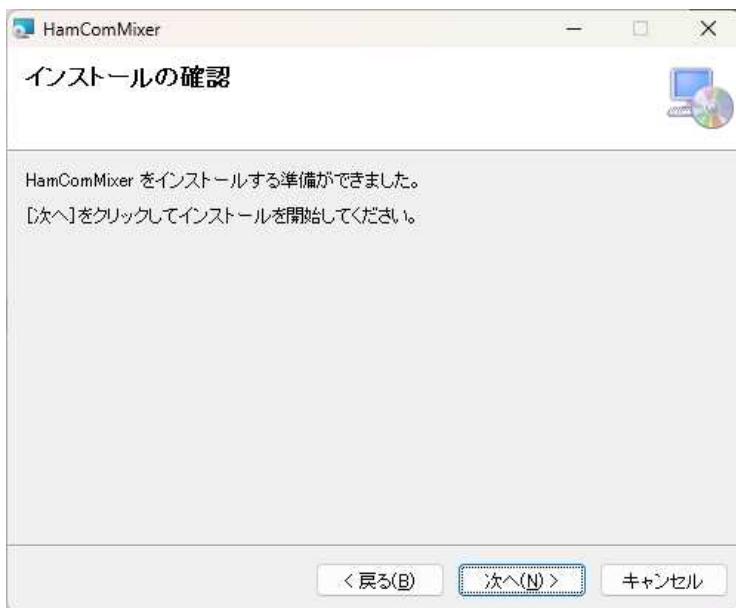 HamComMixer
インストールの確認
HamComMixer をインストールする準備ができました。
[次へ]をクリックしてインストールを開始してください。
< 戻る(B)
次へ(N) >
キャンセル